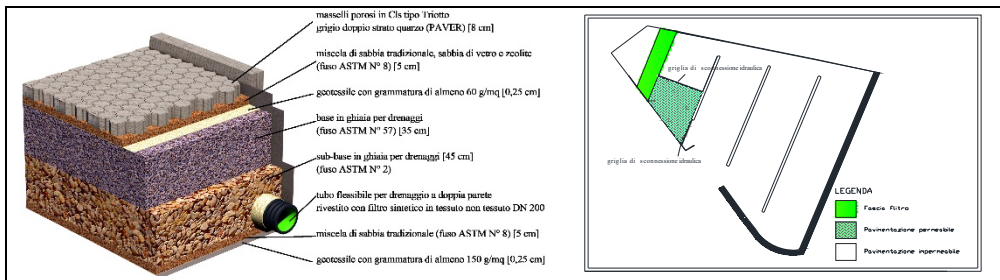 masselli porosi in Cls tipo Triotto
grigio doppio strato quarzo (PAVER) [8 cm]
miscela di sabbia tradizionale, sabbia di vetro e zeolite
(fuso ASTM N° 8) [5 cm]
geotessile con grammatura di almeno 60 g/mq [0,25 cm]
base in ghiaia per drenaggi
(fuso ASTM N° 57) [35 cm]
sub-base in ghiaia per drenaggi [45 cm]
(fuso ASTM N° 2)
tubo flessibile per drenaggio a doppia parete
rivestito con filtro sintetico in tessuto non tessuto DN 200
miscela di sabbia tradizionale (fuso ASTM N° 8) [5 cm]
geotessile con grammatura di almeno 150 g/mq [0,25 cm]
griglia di sconnessione idraulica
griglia di sconnessione idraulica
LEGENDA
Fascia filtro
Pavimentazione permeabile
Pavimentazione impermeabile